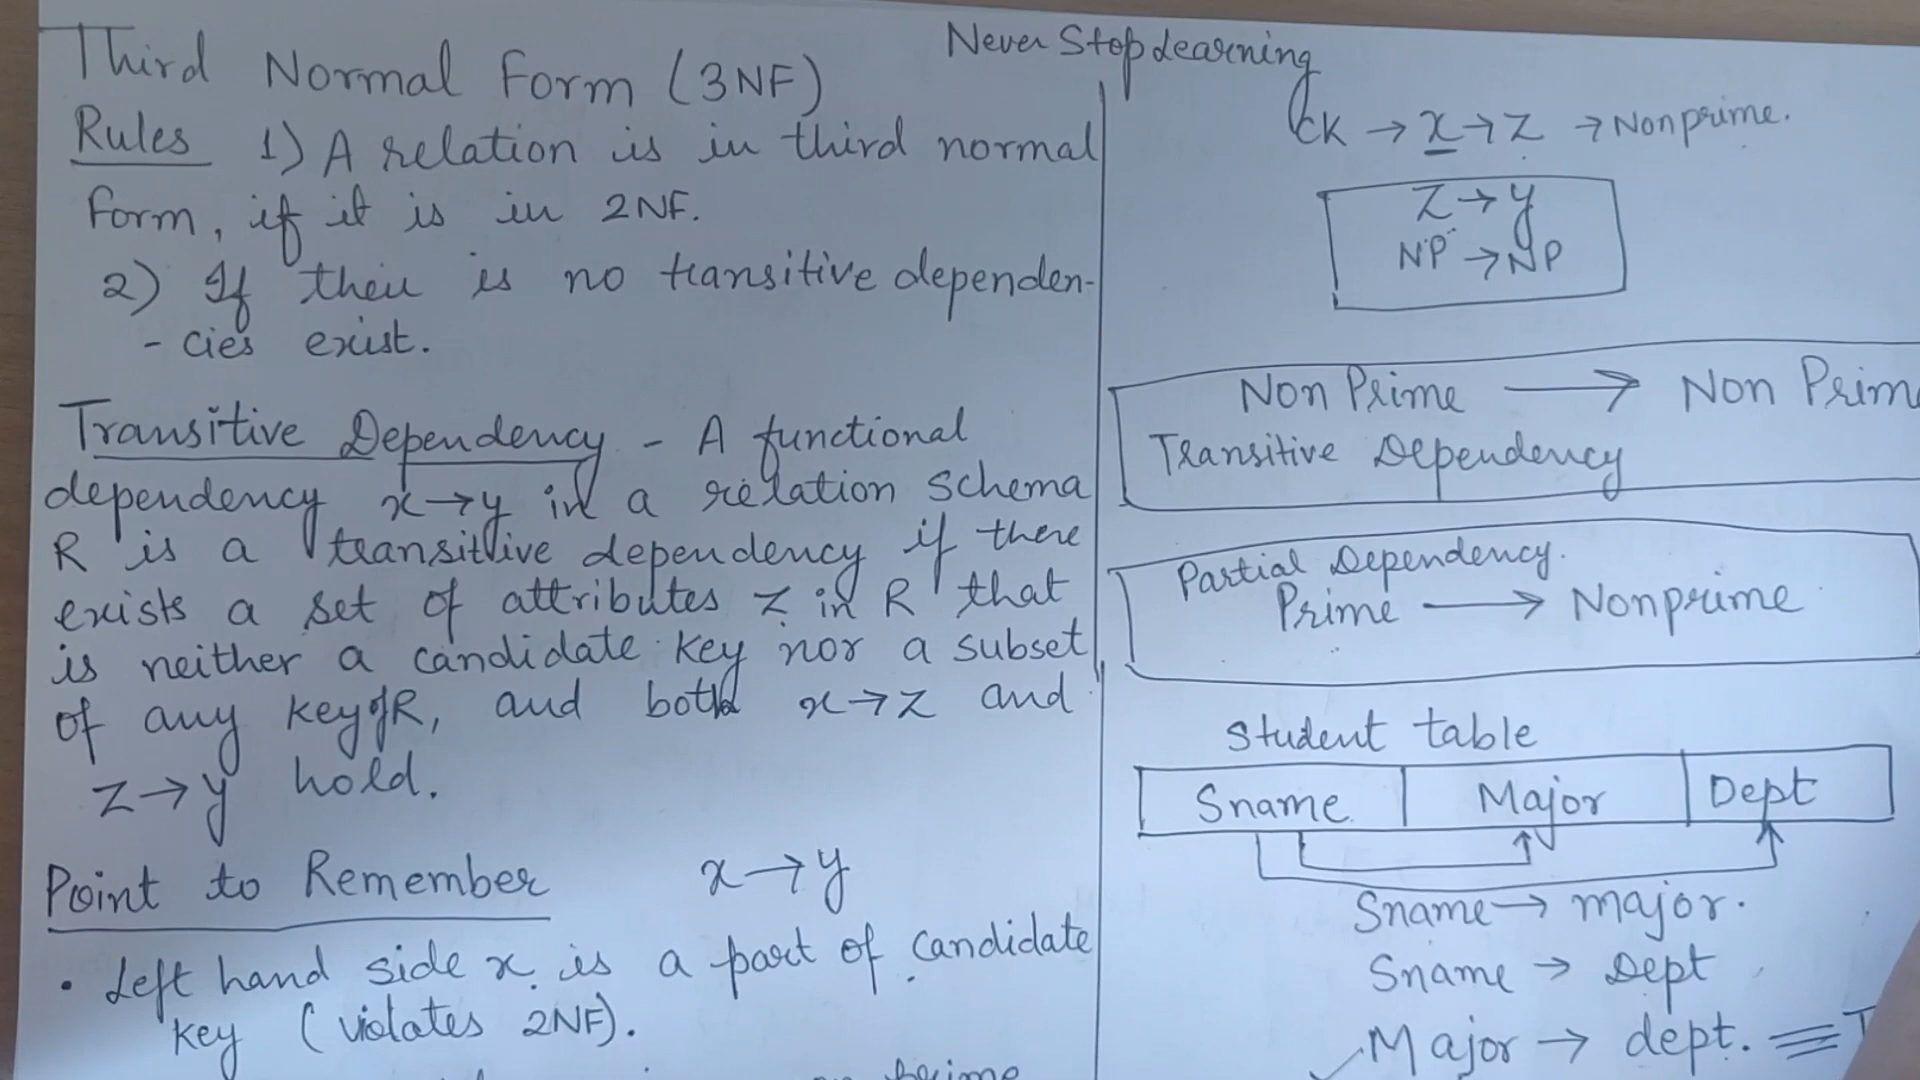 Never Stop Learning
Third Normal Form (3NF)
Rules 1) A relation is in third normal
form, if it is in 2NF.
2) If their is no transitive dependen-
- cies exist.
Transitive Dependency - A functional
dependency x→y in a relation schema
R is a transitive dependency if there
exists a set of attributes z in R that
is neither a candidate key nor a subset
of any key of R, and both x→z and
z→y hold.
Point to Remember x→y
• Left hand side x is a part of candidate
key (violates 2NF).
prime
CK → x→z → Nonprime.
Z→y
NP→NP
Non Prime → Non Prim
Transitive Dependency
Partial Dependency.
Prime → Nonprime
Student table
Sname Major Dept
Sname→ major.
Sname → Dept
Major → dept. =